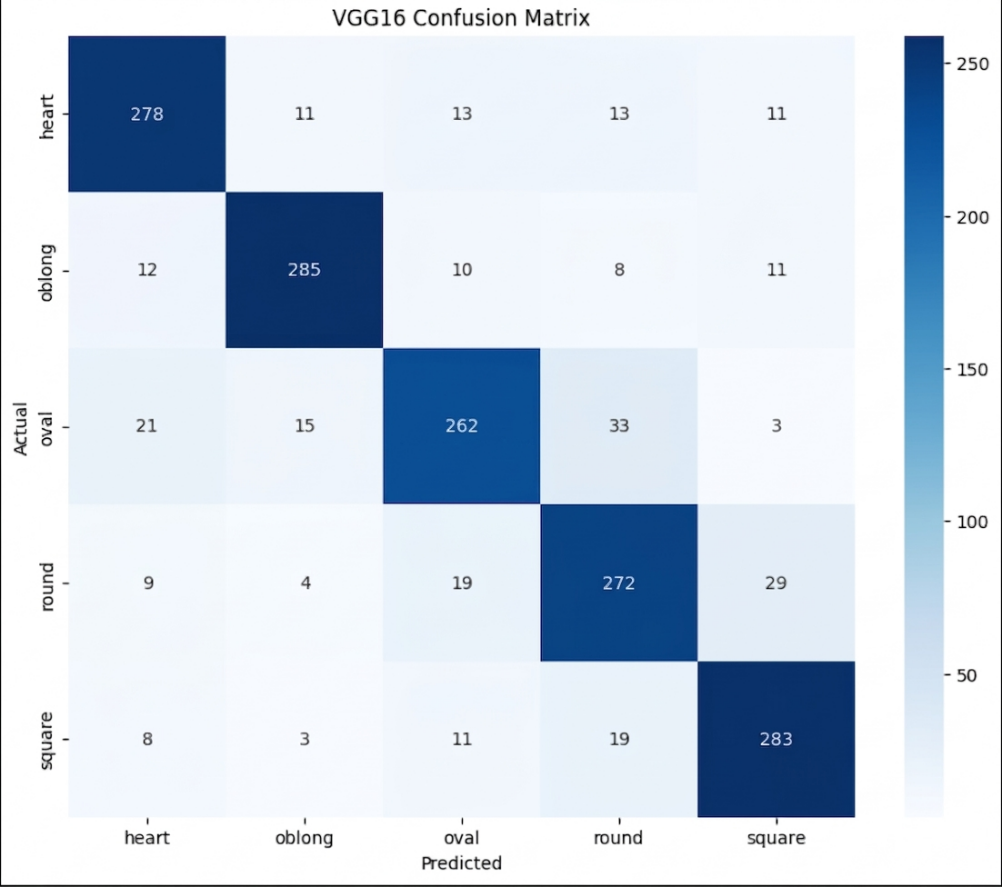 VGG16 Confusion Matrix
heart 278 11 13 13 11
oblong 12 285 10 8 11
oval 21 15 262 33 3
round 9 4 19 272 29
square 8 3 11 19 283
Actual
heart oblong oval round square
Predicted
250
200
150
100
50